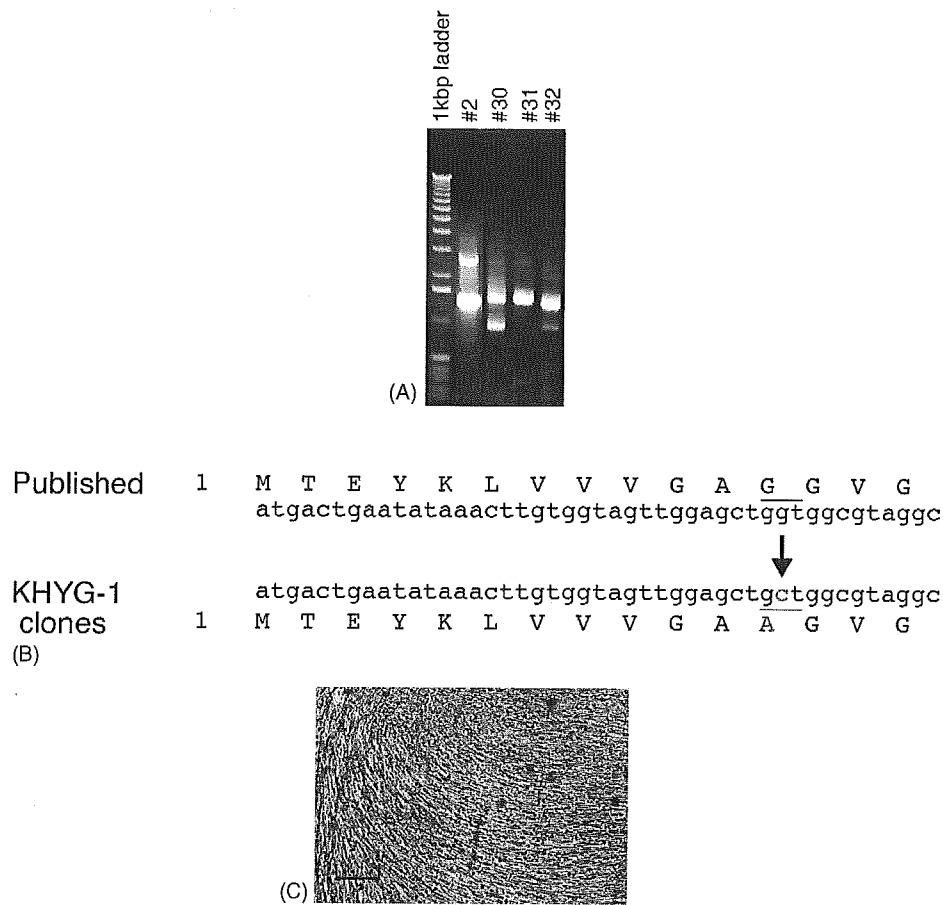 1kbp ladder
#2
#30
#31
#32
(A)
Published 1 M T E Y K L V V V G A G G V G
atgactgaatataaacttgtggtagttggagctggtggcgtaggc
KHYG-1 atgactgaatataaacttgtggtagttggagctgctggcgtaggc
clones 1 M T E Y K L V V V G A A G V G
(B)
(C)